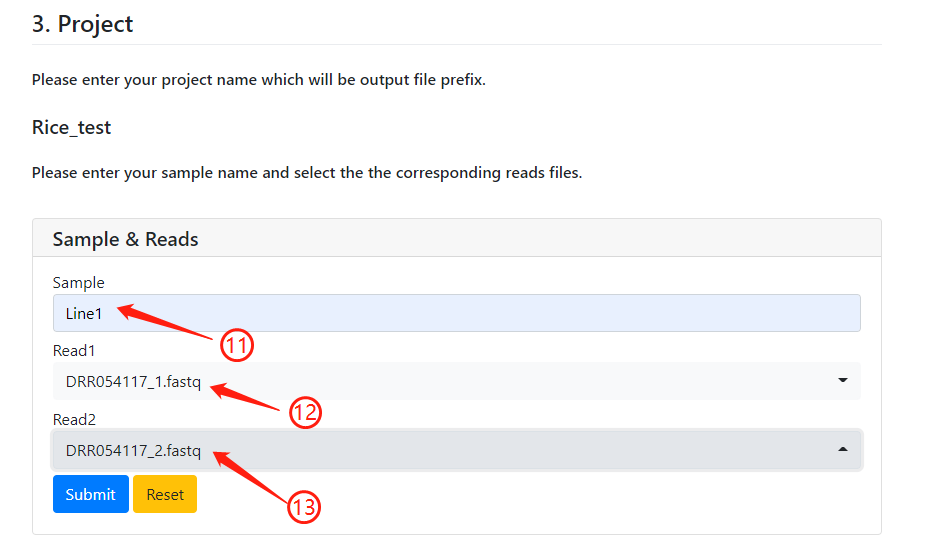 3. Project
Please enter your project name which will be output file prefix.
Rice_test
Please enter your sample name and select the the corresponding reads files.
Sample & Reads
Sample
Line1
11
Read1
DRR054117_1.fastq
12
Read2
DRR054117_2.fastq
13
Submit Reset